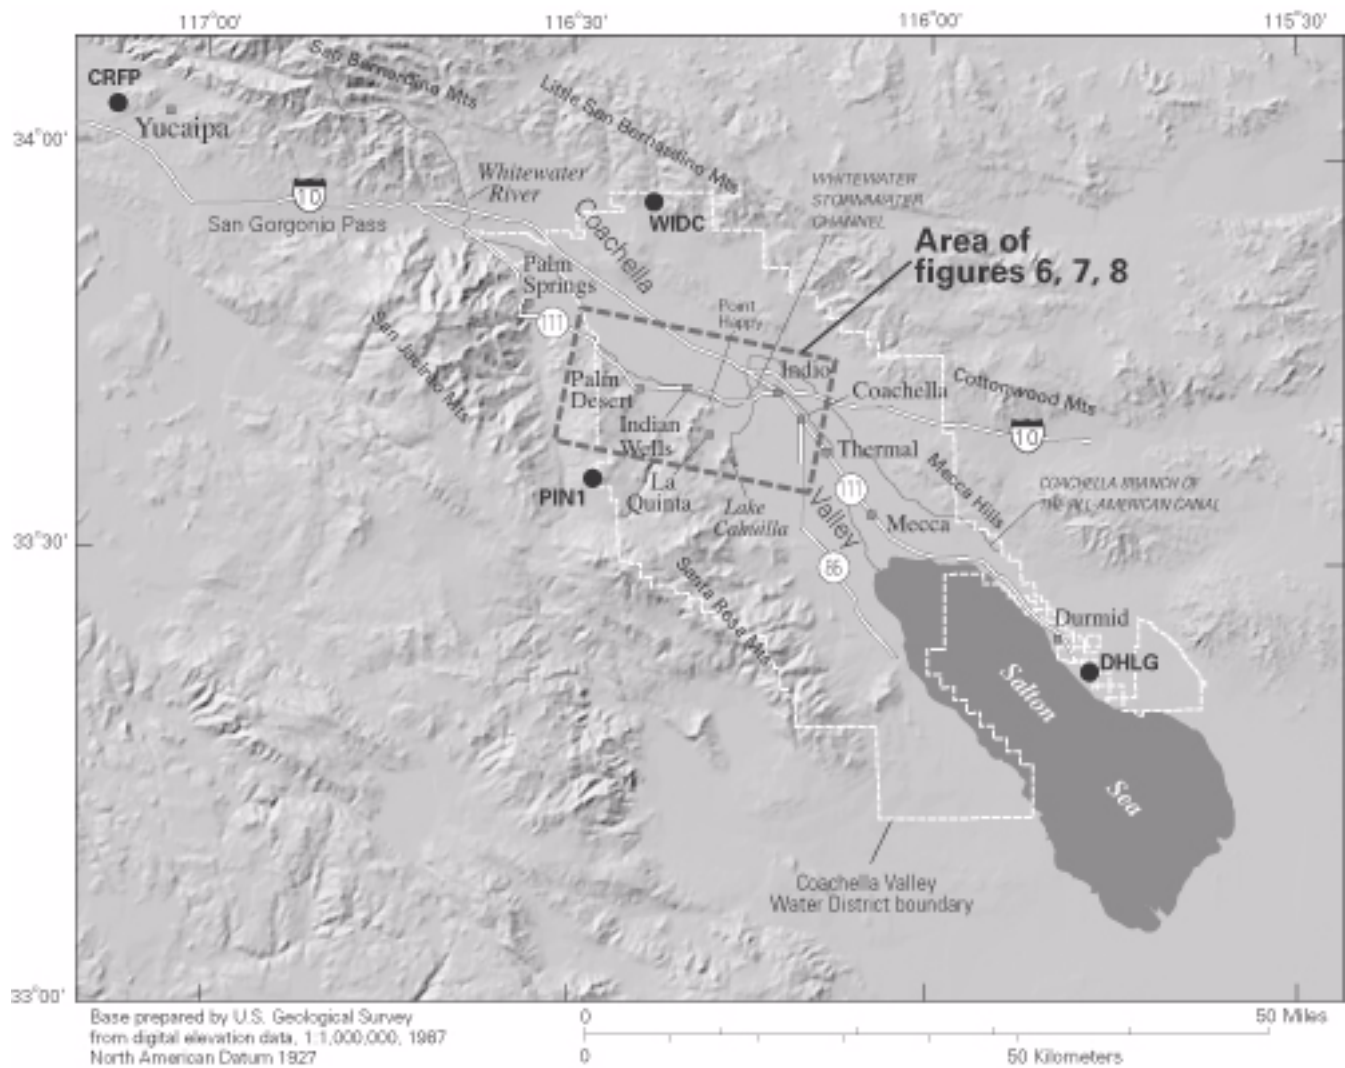 117°00'
116°30'
116°00'
115°30'
CRFP
Yucaipa
San Bernardino Mts
Little San Bernardino Mts
34°00'
10
San Gorgonio Pass
Whitewater
River
WIDC
Coachella
WHITEWATER
STORMWATER
CHANNEL
Area of
figures 6, 7, 8
Palm
Springs
111
Point
Happy
San Jacinto Mts
Palm
Desert
Indio
Coachella
Cottonwood Mts
10
Indian
Wells
Thermal
PIN1
La
Quinta
Lake
Cahuilla
Valley
111
Mecca
Mecca Hills
COACHELLA BRANCH OF
THE ALL-AMERICAN CANAL
33°30'
86
Santa Rosa Mts
Durmid
DHLG
Salton
Sea
Coachella Valley
Water District boundary
33°00'
Base prepared by U.S. Geological Survey
from digital elevation data, 1:1,000,000, 1987
North American Datum 1927
0
50 Miles
0
50 Kilometers